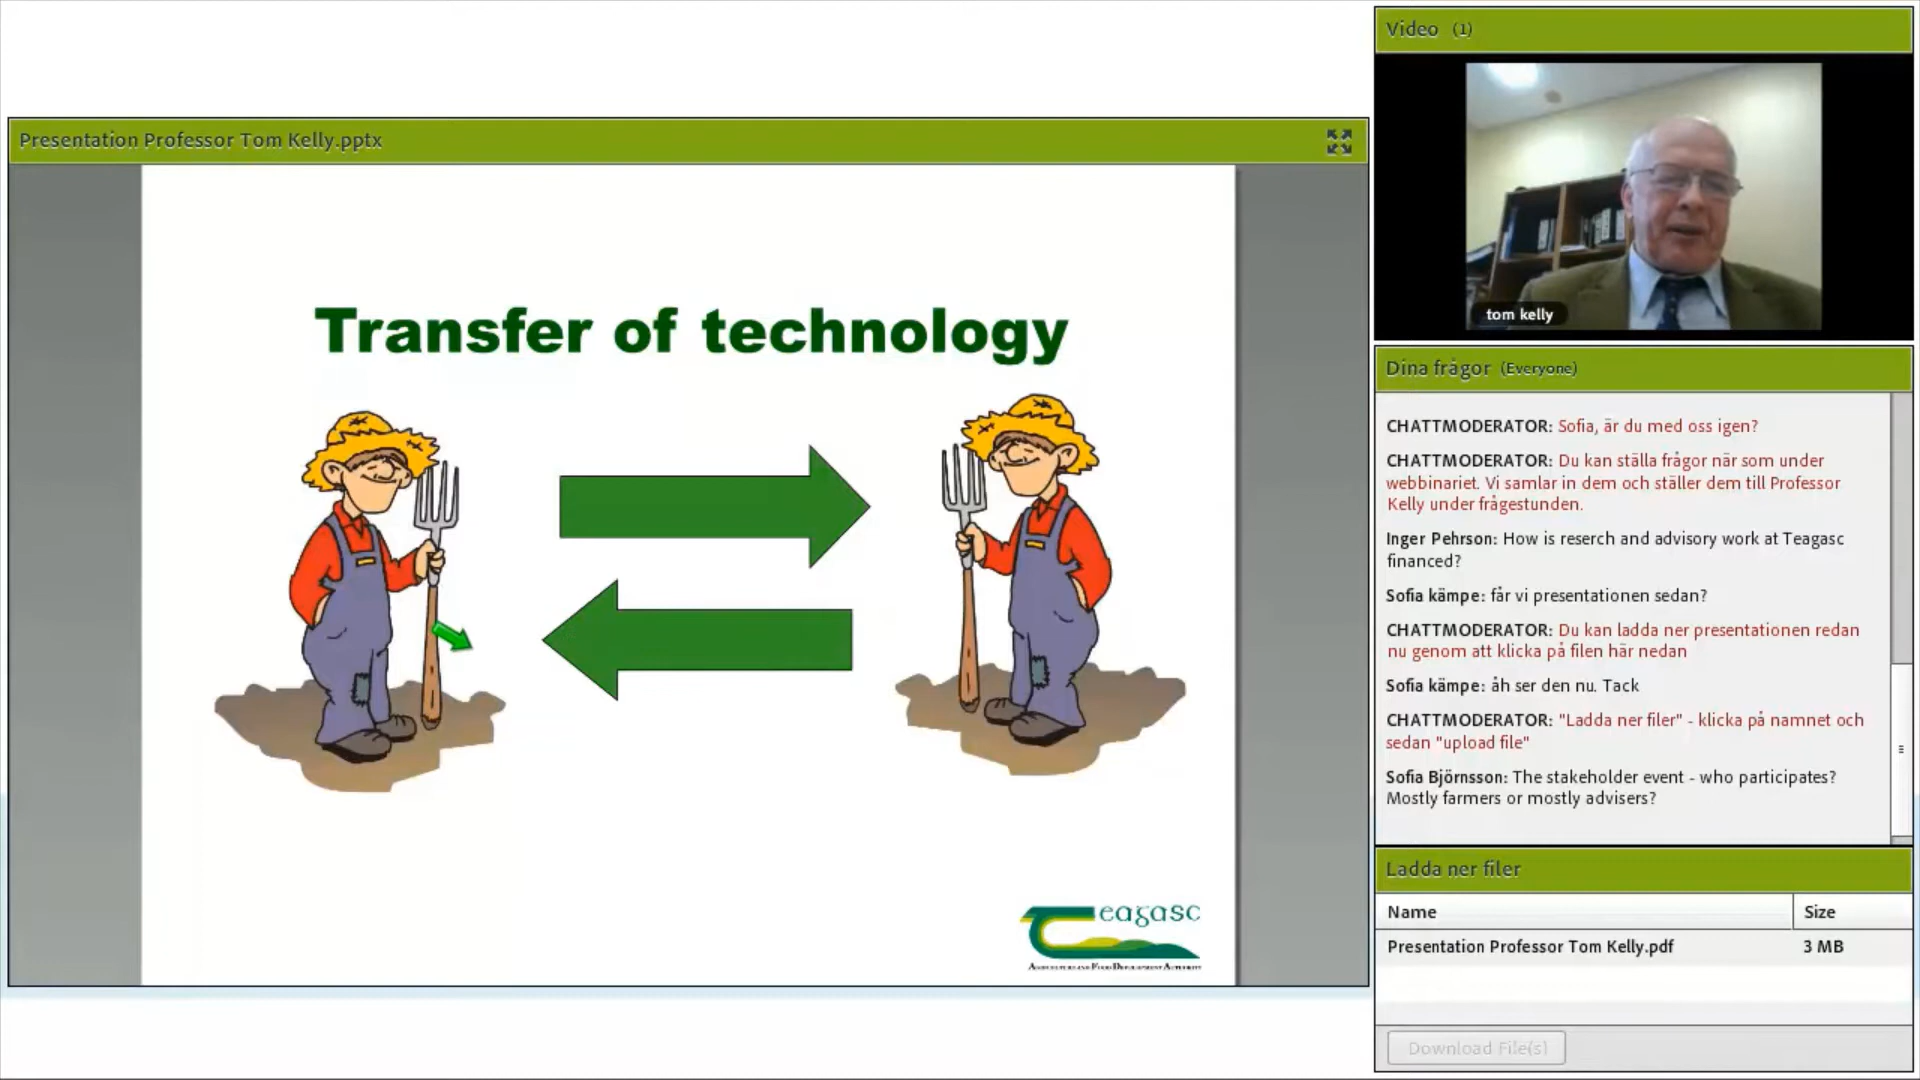 Presentation Professor Tom Kelly.pptx
Transfer of technology
eagasc
AGRICULTURE AND FOOD DEVELOPMENT AUTHORITY
Video (1)
tom kelly
Dina frågor (Everyone)
CHATTMODERATOR: Sofia, är du med oss igen?
CHATTMODERATOR: Du kan ställa frågor när som under
webbinariet. Vi samlar in dem och ställer dem till Professor
Kelly under frågestunden.
Inger Pehrson: How is reserch and advisory work at Teagasc
financed?
Sofia kämpe: får vi presentationen sedan?
CHATTMODERATOR: Du kan ladda ner presentationen redan
nu genom att klicka på filen här nedan
Sofia kämpe: åh ser den nu. Tack
CHATTMODERATOR: "Ladda ner filer" - klicka på namnet och
sedan "upload file"
Sofia Björnsson: The stakeholder event - who participates?
Mostly farmers or mostly advisers?
Ladda ner filer
Name Size
Presentation Professor Tom Kelly.pdf 3 MB
Download File(s)